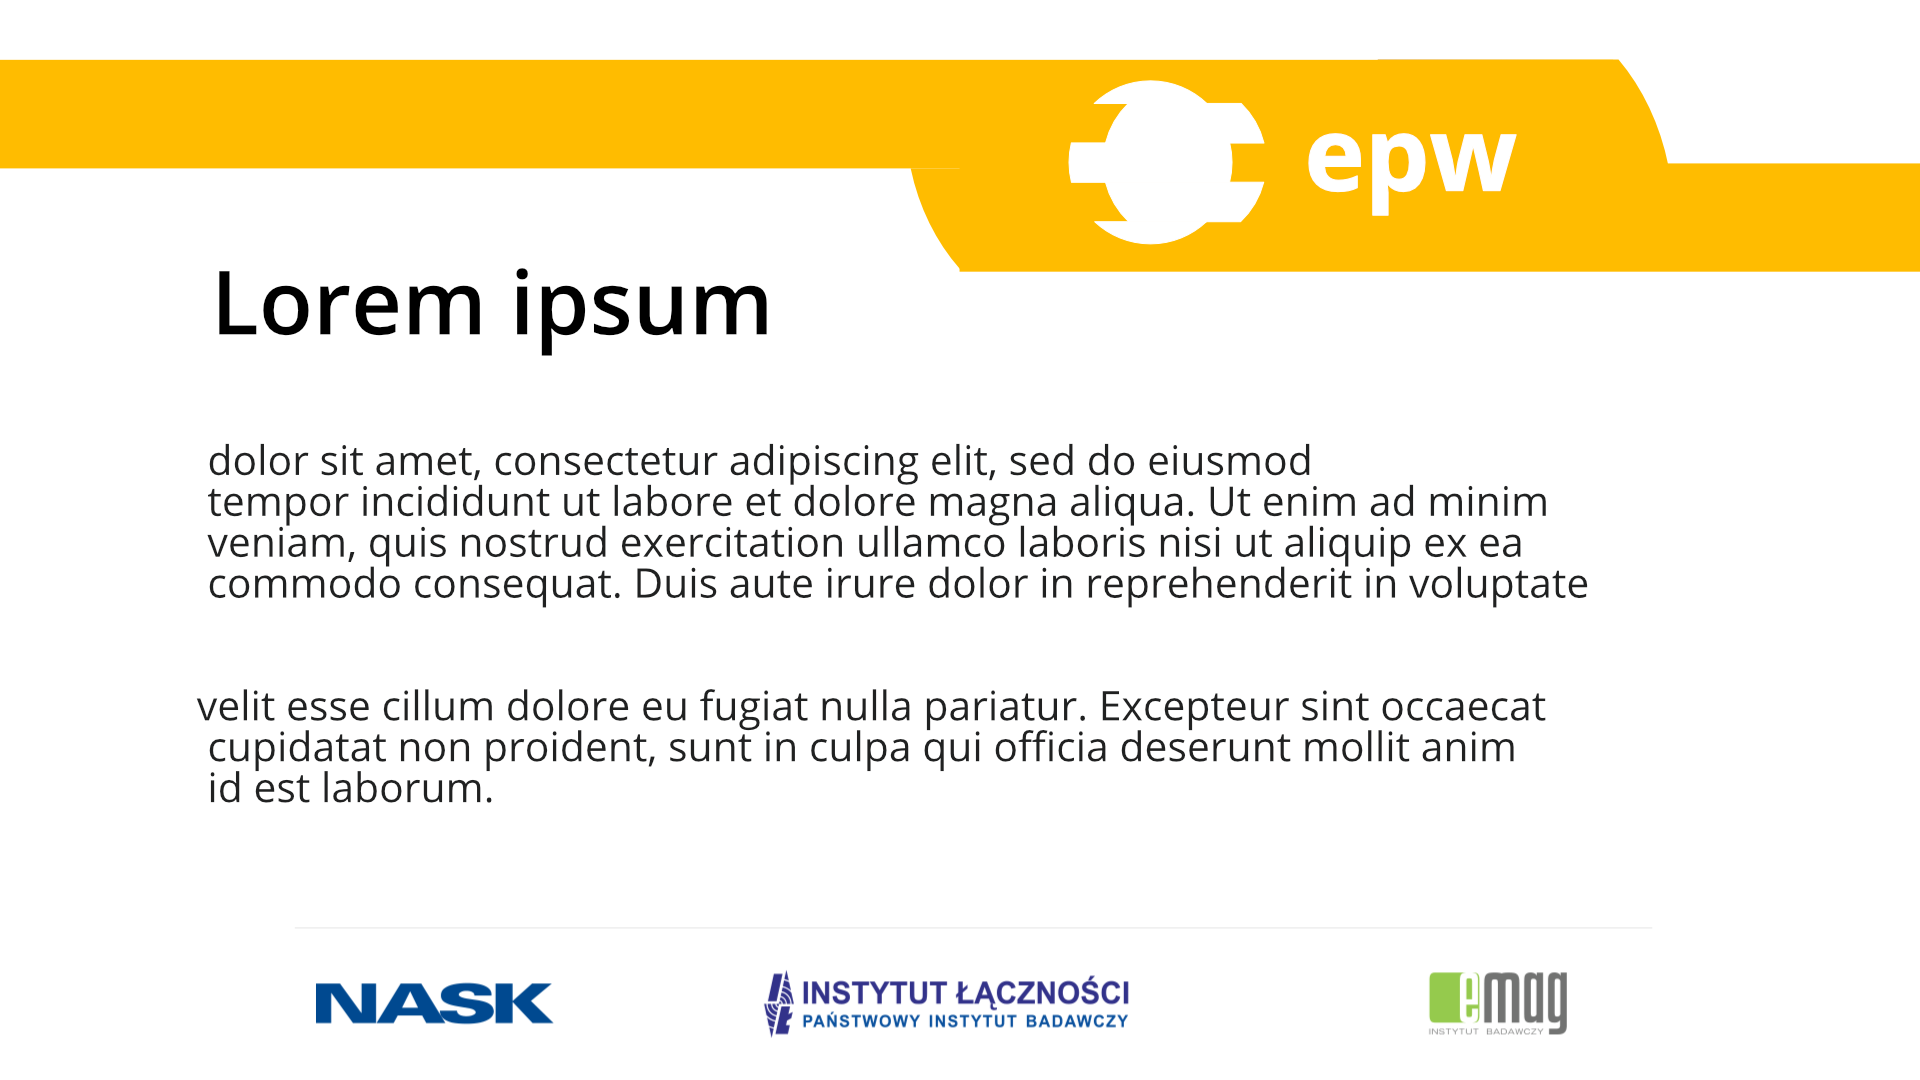 epw
Lorem ipsum
dolor sit amet, consectetur adipiscing elit, sed do eiusmod
tempor incididunt ut labore et dolore magna aliqua. Ut enim ad minim
veniam, quis nostrud exercitation ullamco laboris nisi ut aliquip ex ea
commodo consequat. Duis aute irure dolor in reprehenderit in voluptate
velit esse cillum dolore eu fugiat nulla pariatur. Excepteur sint occaecat
cupidatat non proident, sunt in culpa qui officia deserunt mollit anim
id est laborum.
NASK
INSTYTUT ŁĄCZNOŚCI
PAŃSTWOWY INSTYTUT BADAWCZY
emag
INSTYTUT BADAWCZY